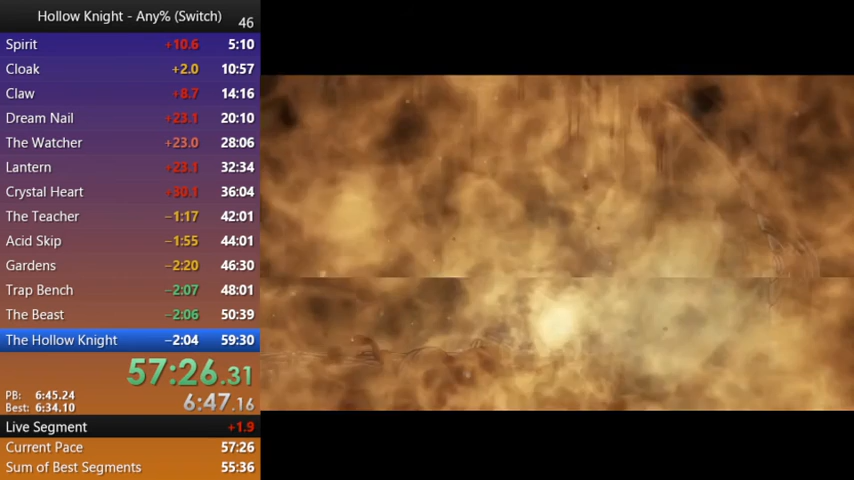 Hollow Knight - Any% (Switch) 46
Spirit +10.6 5:10
Cloak +2.0 10:57
Claw +8.7 14:16
Dream Nail +23.1 20:10
The Watcher +23.0 28:06
Lantern +23.1 32:34
Crystal Heart +30.1 36:04
The Teacher −1:17 42:01
Acid Skip −1:55 44:01
Gardens −2:20 46:30
Trap Bench −2:07 48:01
The Beast −2:06 50:39
The Hollow Knight −2:04 59:30
57:26.31
PB: 6:45.24
Best: 6:34.10
6:47.16
Live Segment +1.9
Current Pace 57:26
Sum of Best Segments 55:36